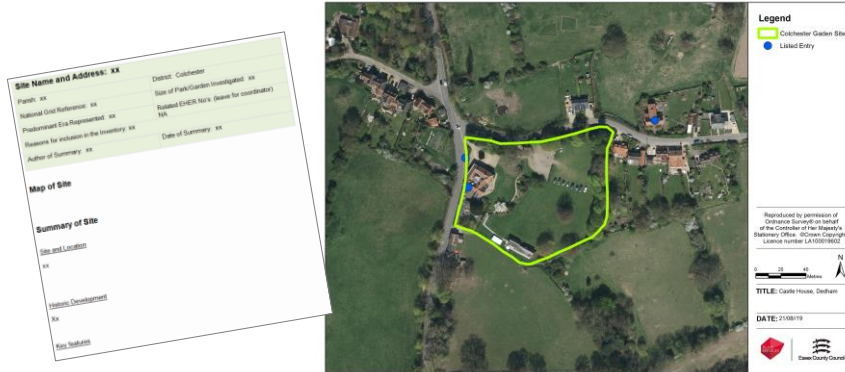 Site Name and Address: xx
Parish: xx
District: Colchester
National Grid Reference: xx
Size of Park/Garden Investigated: xx
Predominant Era Represented: xx
Related EHER No's: (leave for coordinator)
NA
Reasons for inclusion in the Inventory: xx
Author of Summary: xx
Date of Summary: xx
Map of Site
Summary of Site
Site and Location
xx
Historic Development
Xx
Key features
Legend
Colchester Gaden Site
Listed Entry
Reproduced by permission of
Ordnance Survey® on behalf
of the Controller of Her Majesty's
Stationery Office. ©Crown Copyright
Licence number LA100019602
N
0 20 40
Metres
TITLE: Castle House, Dedham
DATE: 21/08/19
Essex County Council